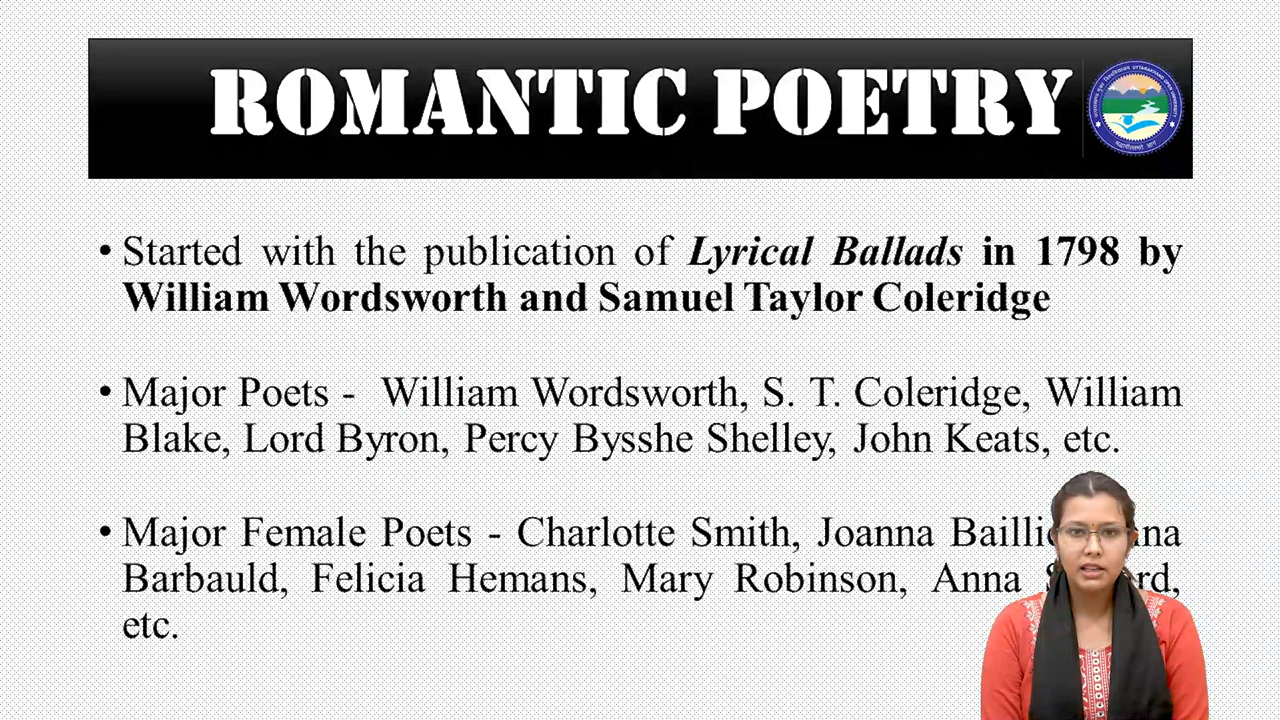 ROMANTIC POETRY
• Started with the publication of Lyrical Ballads in 1798 by
William Wordsworth and Samuel Taylor Coleridge
• Major Poets - William Wordsworth, S. T. Coleridge, William
Blake, Lord Byron, Percy Bysshe Shelley, John Keats, etc.
• Major Female Poets - Charlotte Smith, Joanna
Barbauld, Felicia Hemans, Mary Robinson, Anna
etc.